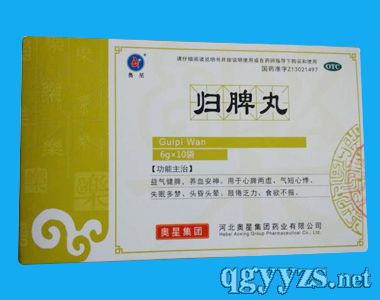 请仔细阅读说明书并按说明使用或在药师指导下购买和使用
国药准字Z13021497
OTC
奥星
归脾丸
Guipi Wan
6g×10袋
【功能主治】
益气健脾，养血安神。用于心脾两虚、气短心悸、
失眠多梦、头昏头晕、肢倦乏力、食欲不振。
奥星集团
河北奥星集团药业有限公司
Hebei Aoxing Group Pharmaceutical Co., Inc.
qgyyzs.net